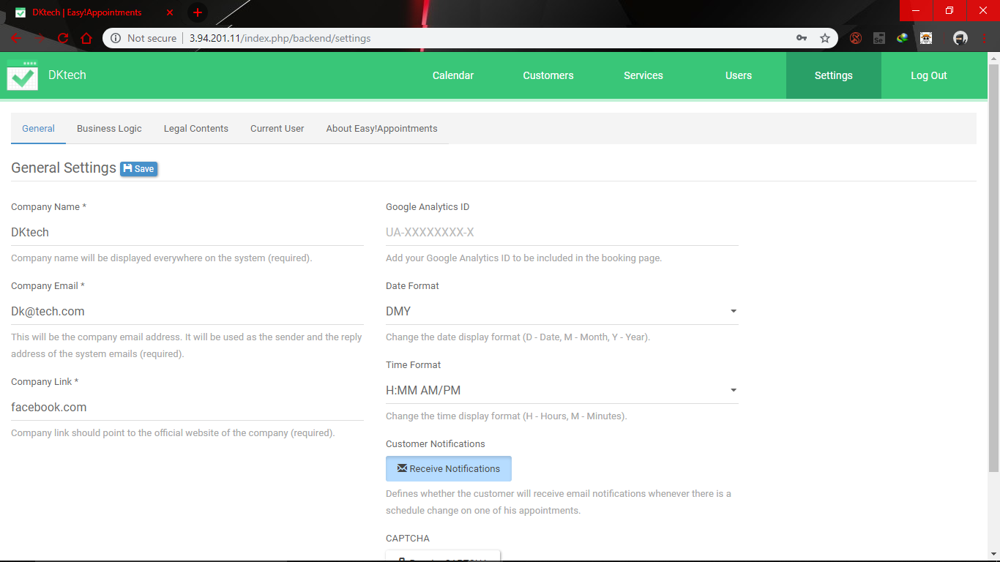 DKtech | Easy!Appointments
Not secure | 3.94.201.11/index.php/backend/settings
DKtech
Calendar
Customers
Services
Users
Settings
Log Out
General
Business Logic
Legal Contents
Current User
About Easy!Appointments
General Settings
Save
Company Name *
DKtech
Company name will be displayed everywhere on the system (required).
Company Email *
Dk@tech.com
This will be the company email address. It will be used as the sender and the reply
address of the system emails (required).
Company Link *
facebook.com
Company link should point to the official website of the company (required).
Google Analytics ID
UA-XXXXXXXX-X
Add your Google Analytics ID to be included in the booking page.
Date Format
DMY
Change the date display format (D - Date, M - Month, Y - Year).
Time Format
H:MM AM/PM
Change the time display format (H - Hours, M - Minutes).
Customer Notifications
Receive Notifications
Defines whether the customer will receive email notifications whenever there is a
schedule change on one of his appointments.
CAPTCHA